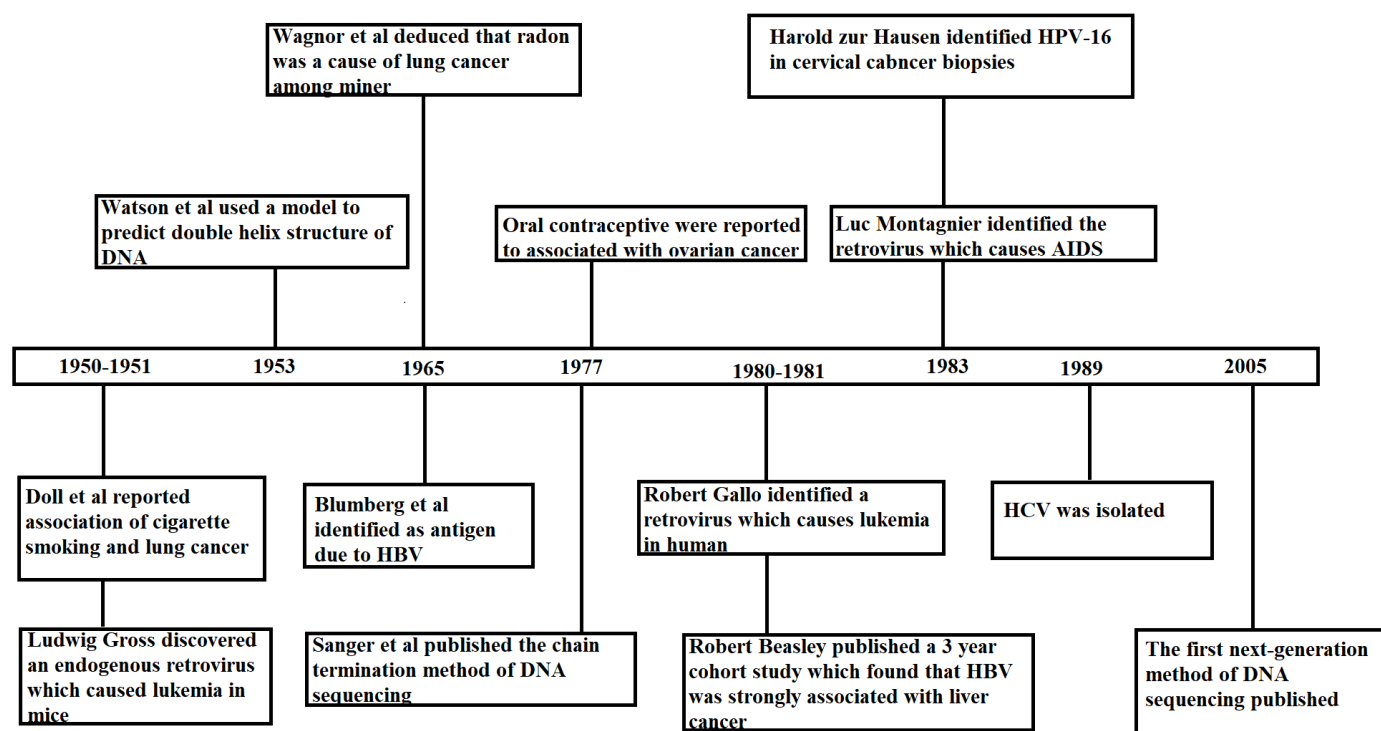 Wagnor et al deduced that radon
was a cause of lung cancer
among miner
Harold zur Hausen identified HPV-16
in cervical cabncer biopsies
Watson et al used a model to
predict double helix structure of
DNA
Oral contraceptive were reported
to associated with ovarian cancer
Luc Montagnier identified the
retrovirus which causes AIDS
1950-1951
1953
1965
1977
1980-1981
1983
1989
2005
Doll et al reported
association of cigarette
smoking and lung cancer
Blumberg et al
identified as antigen
due to HBV
Robert Gallo identified a
retrovirus which causes lukemia
in human
HCV was isolated
Ludwig Gross discovered
an endogenous retrovirus
which caused lukemia in
mice
Sanger et al published the chain
termination method of DNA
sequencing
Robert Beasley published a 3 year
cohort study which found that HBV
was strongly associated with liver
cancer
The first next-generation
method of DNA
sequencing published